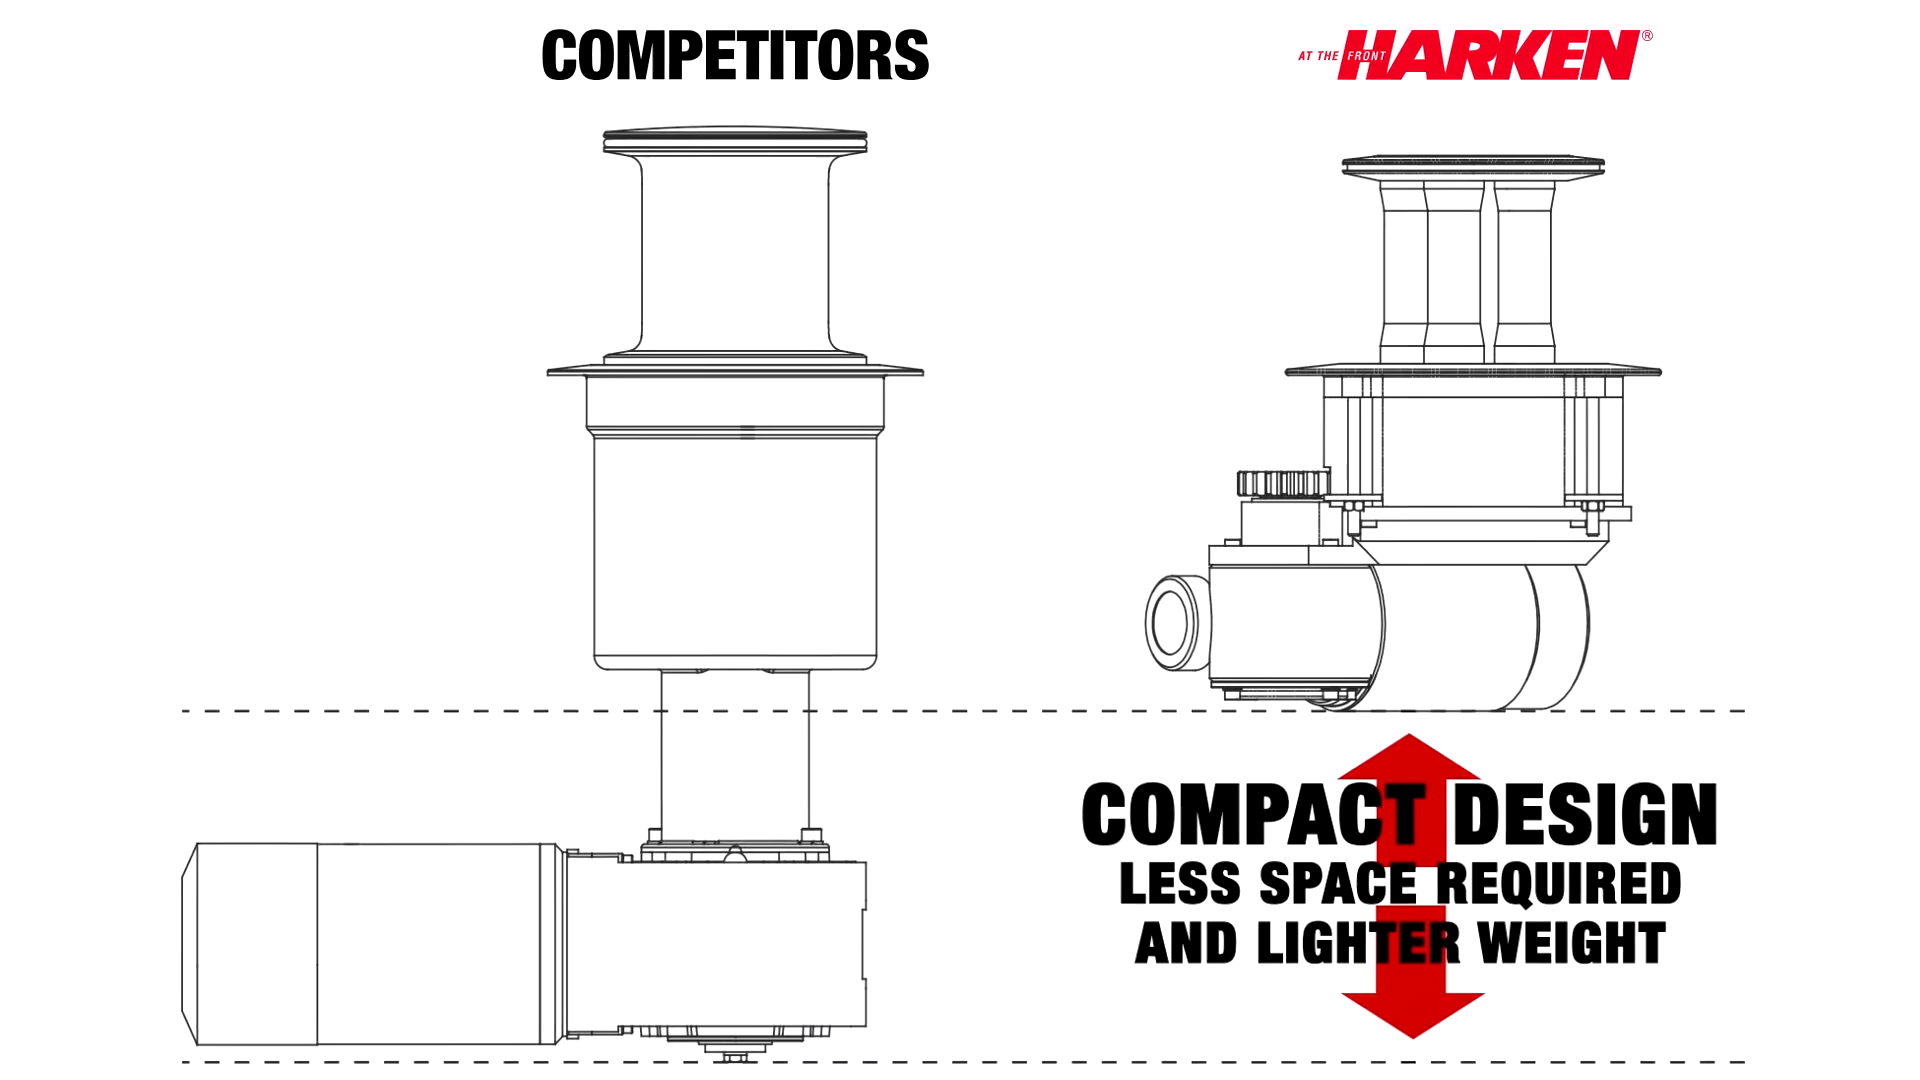 COMPETITORS
AT THE FRONT HARKEN®
COMPACT DESIGN
LESS SPACE REQUIRED
AND LIGHTER WEIGHT